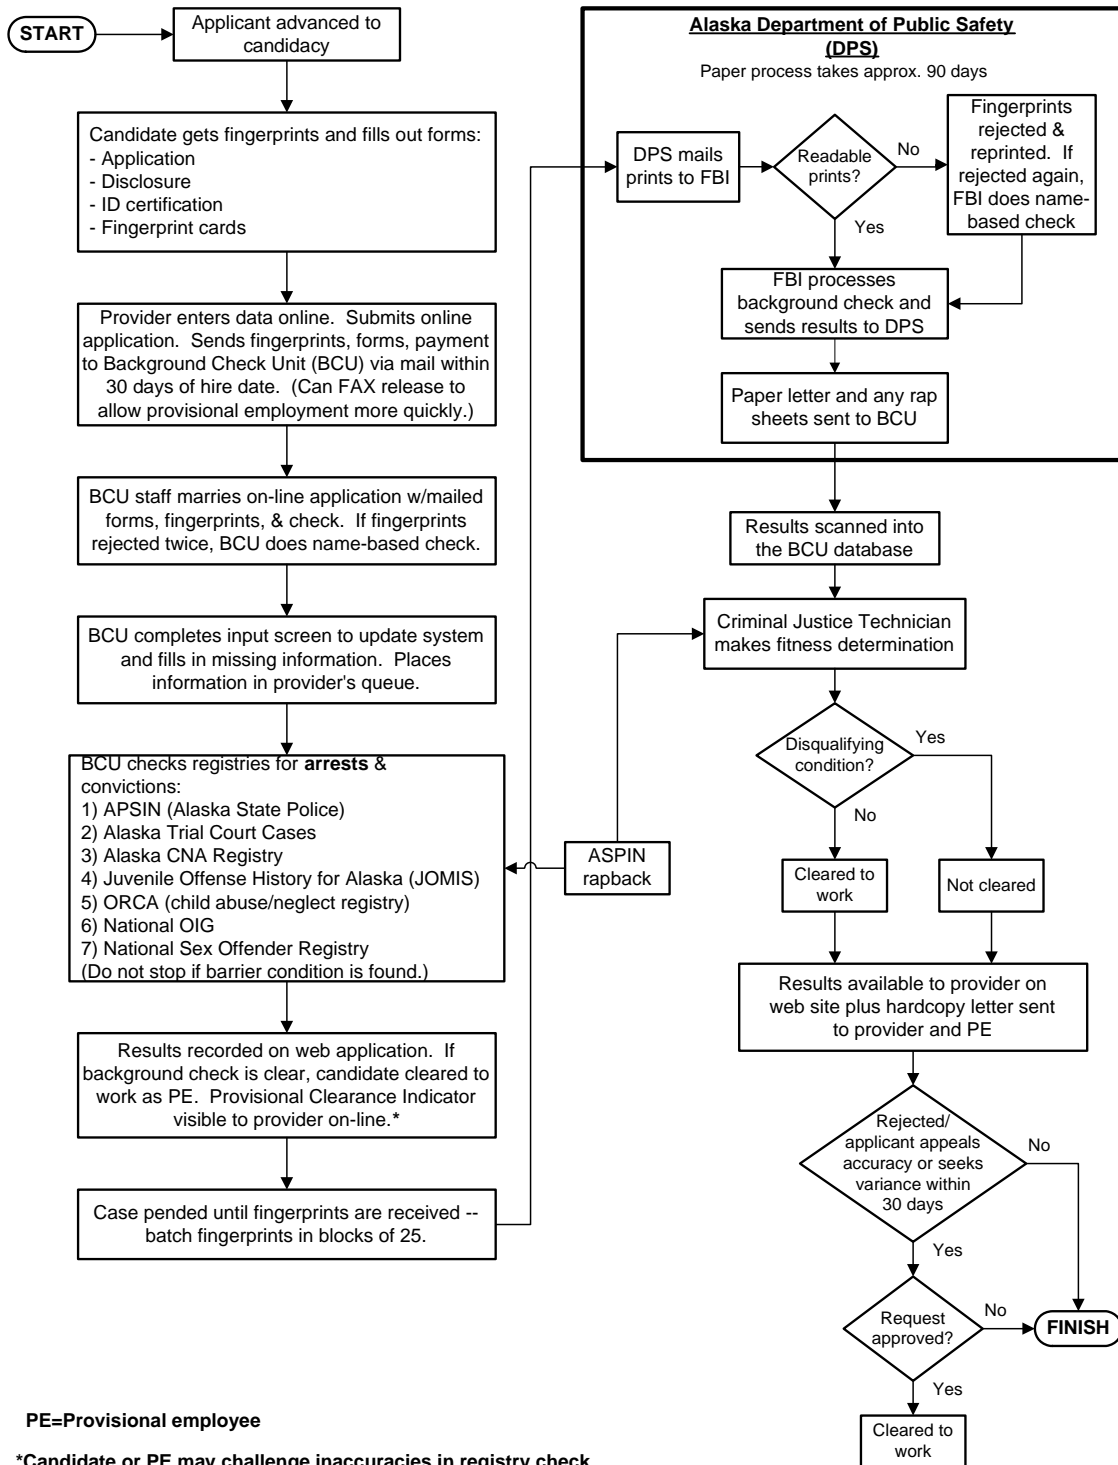 START
Applicant advanced to
candidacy
Candidate gets fingerprints and fills out forms:
- Application
- Disclosure
- ID certification
- Fingerprint cards
Provider enters data online.  Submits online
application.  Sends fingerprints, forms, payment
to Background Check Unit (BCU) via mail within
30 days of hire date.  (Can FAX release to
allow provisional employment more quickly.)
BCU staff marries on-line application w/mailed
forms, fingerprints, & check.  If fingerprints
rejected twice, BCU does name-based check.
BCU completes input screen to update system
and fills in missing information.  Places
information in provider's queue.
BCU checks registries for arrests &
convictions:
1) APSIN (Alaska State Police)
2) Alaska Trial Court Cases
3) Alaska CNA Registry
4) Juvenile Offense History for Alaska (JOMIS)
5) ORCA (child abuse/neglect registry)
6) National OIG
7) National Sex Offender Registry
(Do not stop if barrier condition is found.)
Results recorded on web application.  If
background check is clear, candidate cleared to
work as PE.  Provisional Clearance Indicator
visible to provider on-line.*
Case pended until fingerprints are received --
batch fingerprints in blocks of 25.
Alaska Department of Public Safety
(DPS)
Paper process takes approx. 90 days
DPS mails
prints to FBI
Readable
prints?
No
Fingerprints
rejected &
reprinted.  If
rejected again,
FBI does name-
based check
Yes
FBI processes
background check and
sends results to DPS
Paper letter and any rap
sheets sent to BCU
Results scanned into
the BCU database
Criminal Justice Technician
makes fitness determination
ASPIN
rapback
Disqualifying
condition?
Yes
No
Cleared to
work
Not cleared
Results available to provider on
web site plus hardcopy letter sent
to provider and PE
Rejected/
applicant appeals
accuracy or seeks
variance within
30 days
No
Yes
Request
approved?
No
FINISH
Yes
Cleared to
work
PE=Provisional employee
*Candidate or PE may challenge inaccuracies in registry check